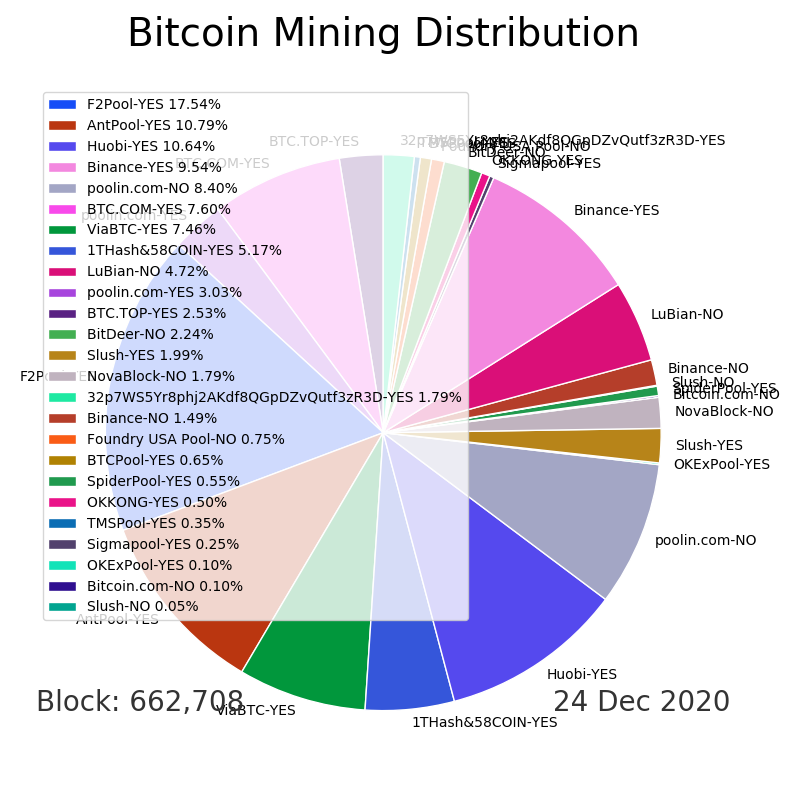 Bitcoin Mining Distribution
F2Pool-YES 17.54%
AntPool-YES 10.79%
Huobi-YES 10.64%
Binance-YES 9.54%
poolin.com-NO 8.40%
BTC.COM-YES 7.60%
ViaBTC-YES 7.46%
1THash&58COIN-YES 5.17%
LuBian-NO 4.72%
poolin.com-YES 3.03%
BTC.TOP-YES 2.53%
BitDeer-NO 2.24%
Slush-YES 1.99%
NovaBlock-NO 1.79%
32p7WS5Yr8phj2AKdf8QGpDZvQutf3zR3D-YES 1.79%
Binance-NO 1.49%
Foundry USA Pool-NO 0.75%
BTCPool-YES 0.65%
SpiderPool-YES 0.55%
OKKONG-YES 0.50%
TMSPool-YES 0.35%
Sigmapool-YES 0.25%
OKExPool-YES 0.10%
Bitcoin.com-NO 0.10%
Slush-NO 0.05%
BTC.TOP-YES
BTC.COM-YES
poolin.com-YES
AntPool-YES
ViaBTC-YES
1THash&58COIN-YES
Huobi-YES
poolin.com-NO
OKExPool-YES
Slush-YES
NovaBlock-NO
Bitcoin.com-NO
SpiderPool-YES
Slush-NO
Binance-NO
LuBian-NO
Binance-YES
Sigmapool-YES
OKKONG-YES
BitDeer-NO
Block: 662,708
24 Dec 2020